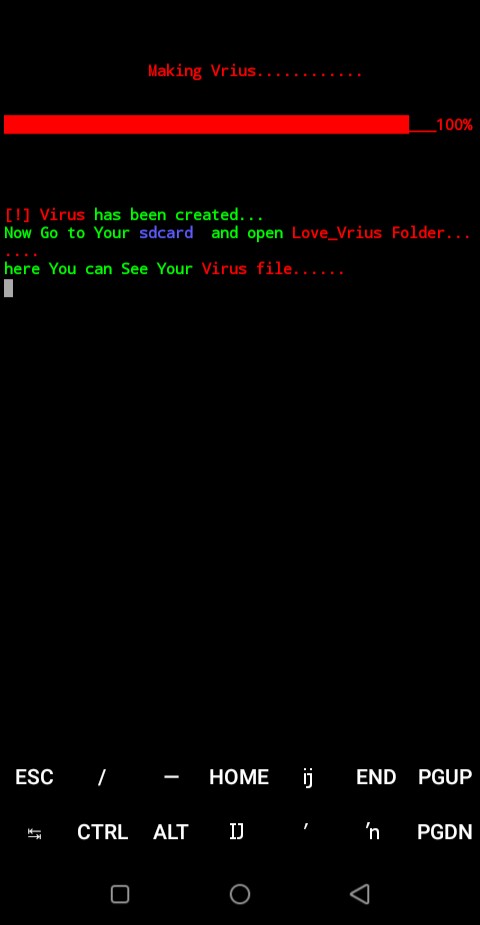 Making Vrius............
___100%
[!] Virus has been created...
Now Go to Your sdcard  and open Love_Vrius Folder...
....
here You can See Your Virus file......
ESC / — HOME ĳ END PGUP
↹ CTRL ALT Ĳ ′ ŉ PGDN